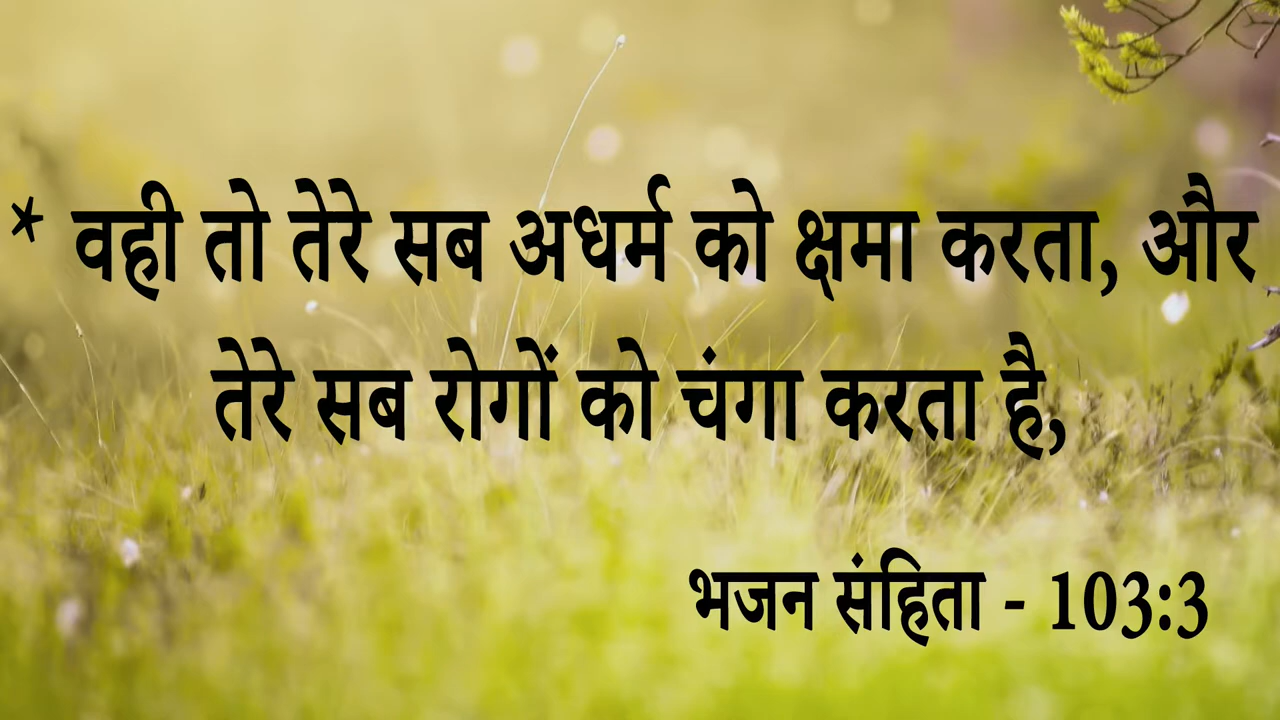 * वही तो तेरे सब अधर्म को क्षमा करता, और
तेरे सब रोगों को चंगा करता है,
भजन संहिता - 103:3